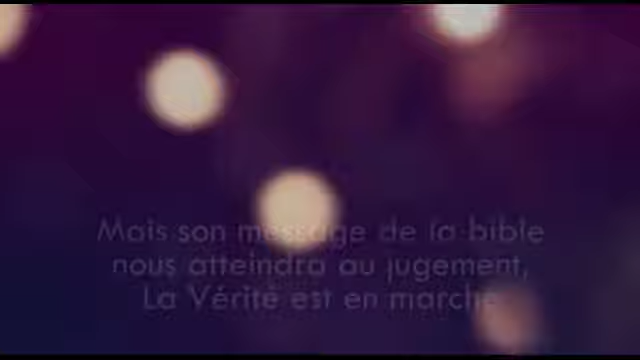 Mais son message de la bible
nous atteindra au jugement,
La Vérité est en marche